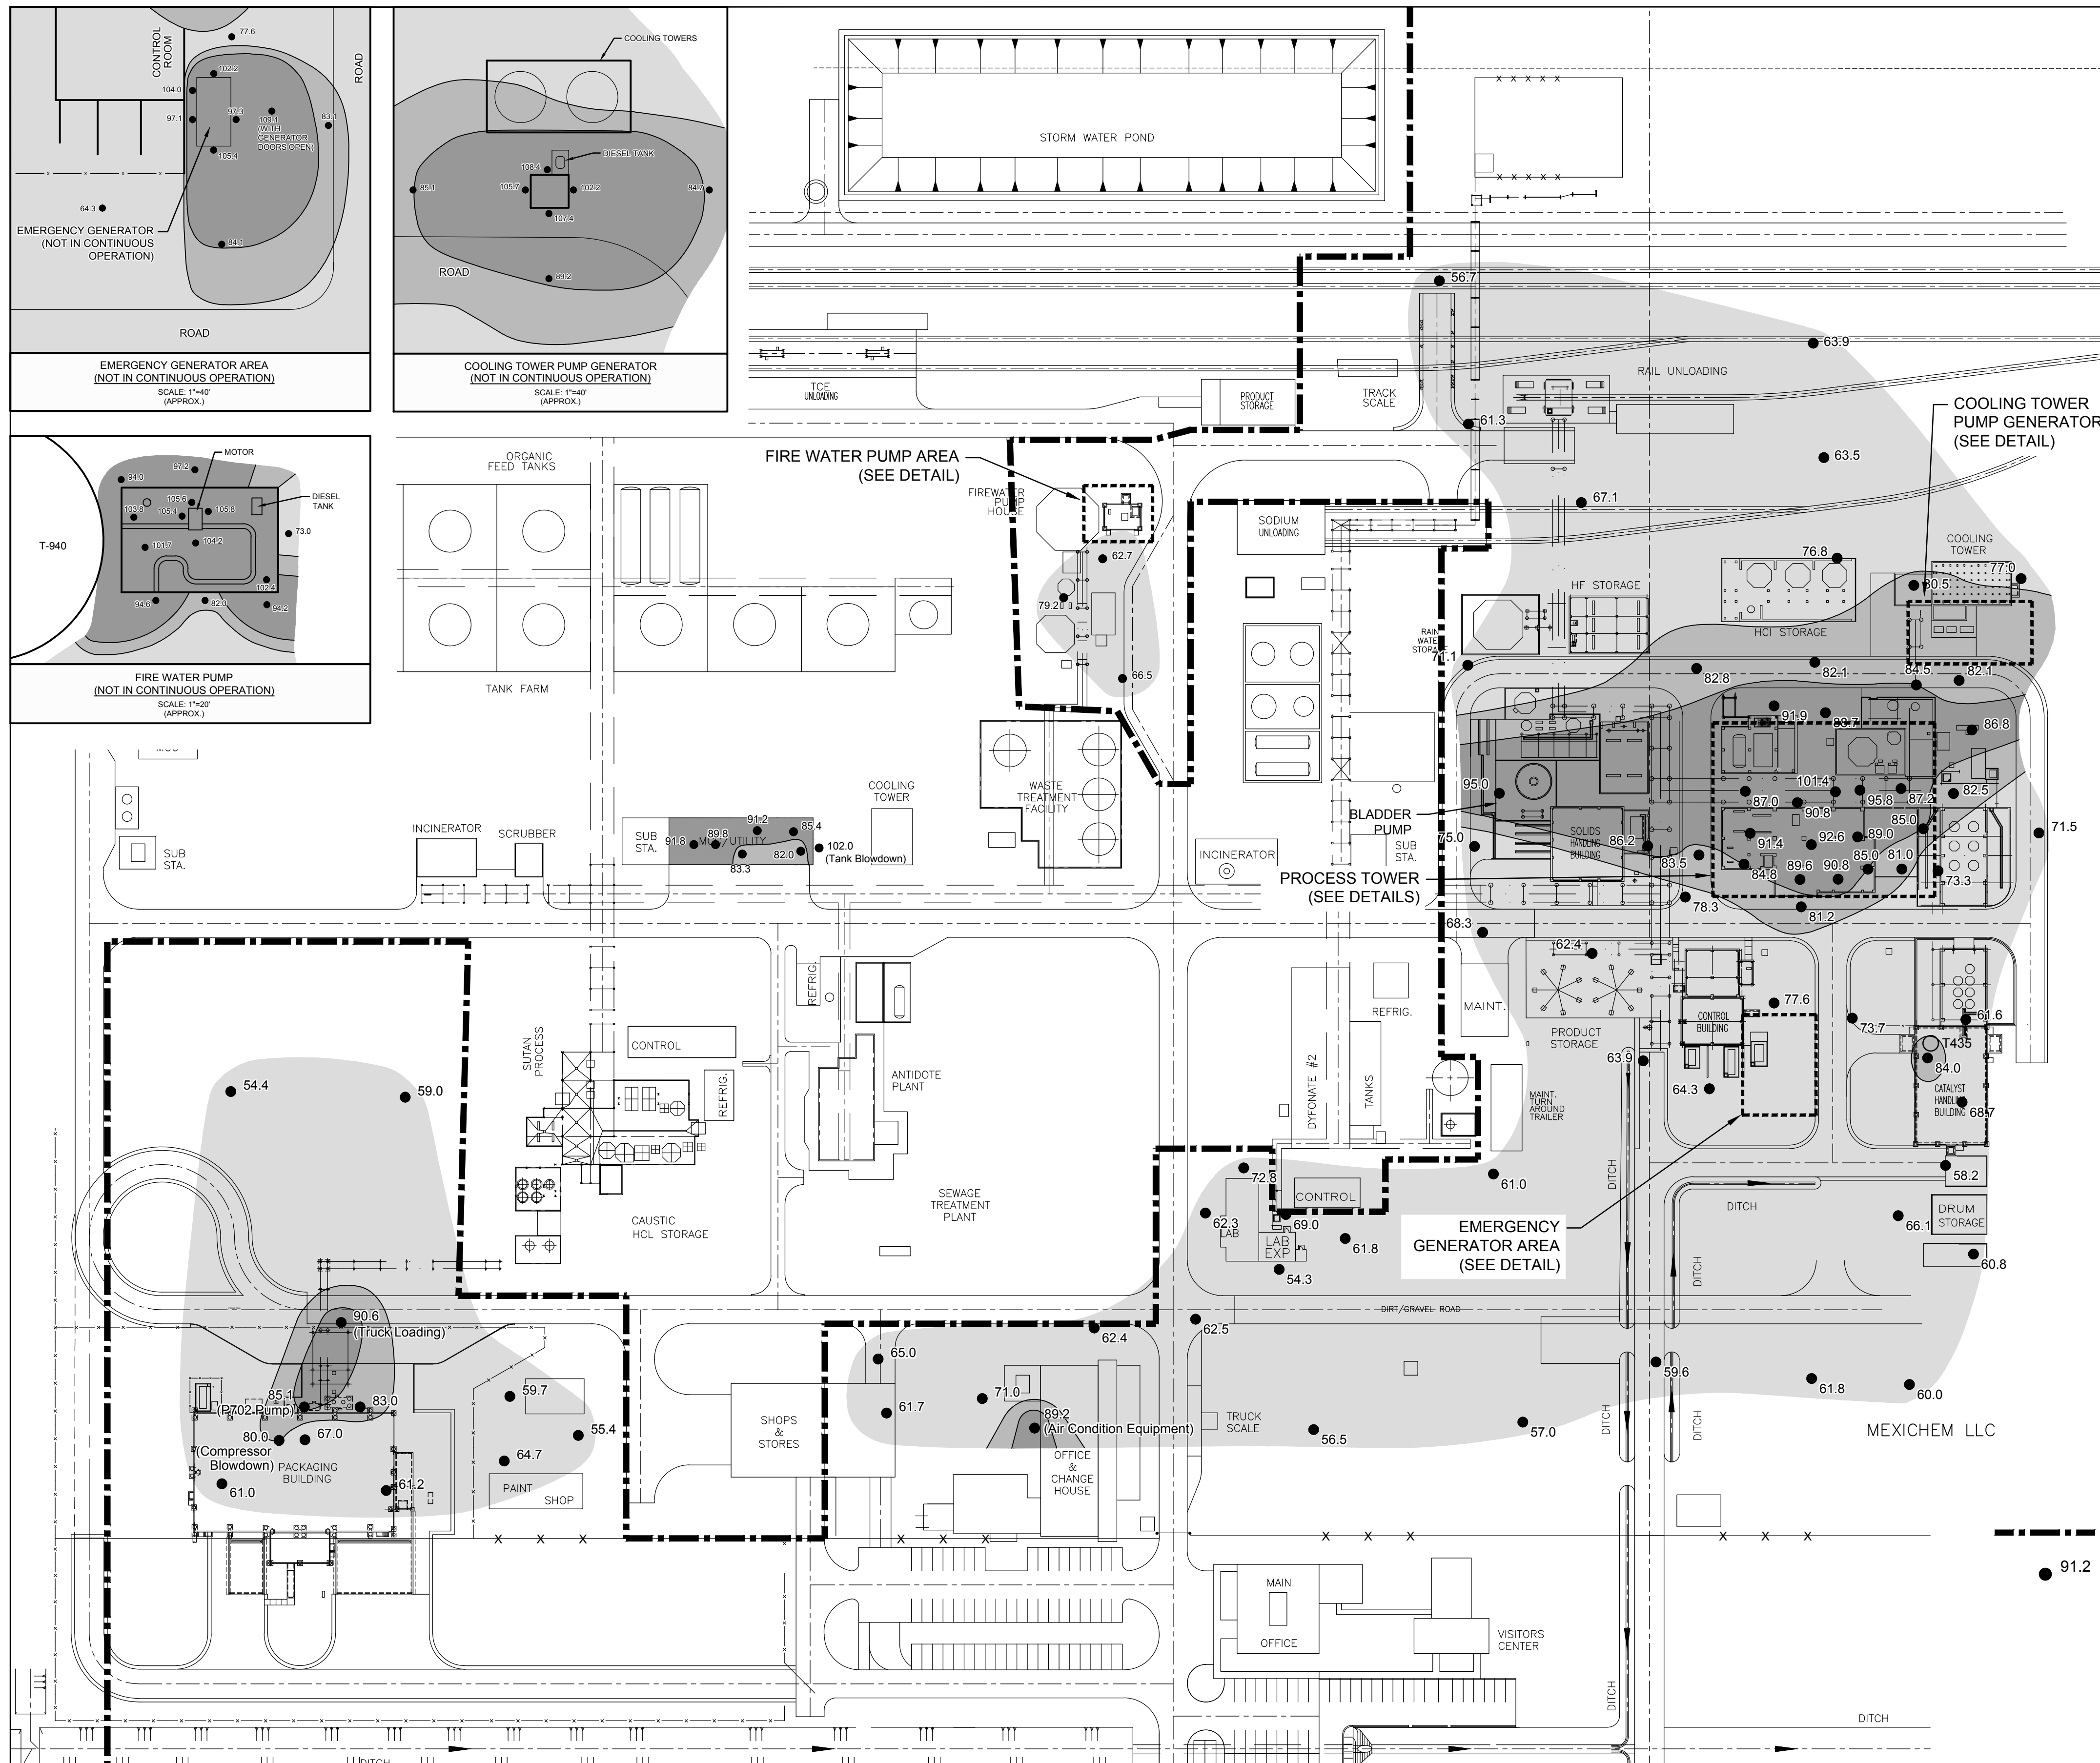 CONTROL
ROOM
77.6
ROAD
102.2
104.0
97.1
97.3
109.1
(WITH
GENERATOR
DOORS OPEN)
83.1
105.4
64.3
EMERGENCY GENERATOR
(NOT IN CONTINUOUS
OPERATION)
84.1
ROAD
EMERGENCY GENERATOR AREA
(NOT IN CONTINUOUS OPERATION)
SCALE: 1"=40'
(APPROX.)
COOLING TOWERS
DIESEL TANK
108.4
85.1
105.7
102.2
84.7
107.4
ROAD
89.2
COOLING TOWER PUMP GENERATOR
(NOT IN CONTINUOUS OPERATION)
SCALE: 1"=40'
(APPROX.)
MOTOR
97.2
94.0
105.6
DIESEL
TANK
103.8
105.4
105.8
73.0
T-940
101.7
104.2
102.4
94.6
82.0
94.2
FIRE WATER PUMP
(NOT IN CONTINUOUS OPERATION)
SCALE: 1"=20'
(APPROX.)
STORM WATER POND
56.7
63.9
RAIL UNLOADING
TCE
UNLOADING
PRODUCT
STORAGE
TRACK
SCALE
61.3
COOLING TOWER
PUMP GENERATOR
(SEE DETAIL)
63.5
ORGANIC
FEED TANKS
FIRE WATER PUMP AREA
(SEE DETAIL)
FIREWATER
PUMP
HOUSE
67.1
SODIUM
UNLOADING
62.7
76.8
COOLING
TOWER
77.0
79.2
HF STORAGE
80.5
HCl STORAGE
RAIN
WATER
STORAGE
71.1
66.5
TANK FARM
82.8
82.1
84.5
82.1
91.9
83.7
86.8
95.0
101.4
87.0
90.8
95.8
87.2
82.5
COOLING
TOWER
WASTE
TREATMENT
FACILITY
BLADDER
PUMP
SUB
STA.
75.0
SOLIDS
HANDLING
BUILDING
86.2
83.5
91.4
92.6
89.0
85.0
71.5
INCINERATOR
SCRUBBER
SUB
STA.
91.8
89.8
91.2
85.4
MCC/UTILITY
82.0
83.3
102.0
(Tank Blowdown)
INCINERATOR
SUB
STA.
84.8
89.6
90.8
85.0
81.0
73.3
PROCESS TOWER
(SEE DETAILS)
78.3
81.2
68.3
62.4
REFRIG.
REFRIG.
MAINT.
PRODUCT
STORAGE
CONTROL
BUILDING
77.6
73.7
61.6
T435
84.0
CATALYST
HANDLING
BUILDING
68.7
SUTAN
PROCESS
CONTROL
REFRIG.
ANTIDOTE
PLANT
DYFONATE #2
TANKS
63.9
64.3
MAINT.
TURN
AROUND
TRAILER
54.4
59.0
72.8
61.0
DITCH
58.2
DITCH
DRUM
STORAGE
66.1
SEWAGE
TREATMENT
PLANT
CAUSTIC
HCL STORAGE
CONTROL
62.3
LAB
69.0
LAB
EXP
61.8
54.3
EMERGENCY
GENERATOR AREA
(SEE DETAIL)
DITCH
60.8
DIRT/GRAVEL ROAD
90.6
(Truck Loading)
62.4
62.5
65.0
59.6
61.8
60.0
85.1
(P702 Pump)
83.0
59.7
71.0
61.7
89.2
(Air Condition Equipment)
TRUCK
SCALE
56.5
57.0
DITCH
DITCH
MEXICHEM LLC
80.0
(Compressor
Blowdown)
67.0
PACKAGING
BUILDING
55.4
64.7
61.0
61.2
PAINT
SHOP
SHOPS
&
STORES
OFFICE
&
CHANGE
HOUSE
91.2
MAIN
OFFICE
VISITORS
CENTER
DITCH
DITCH
DITCH